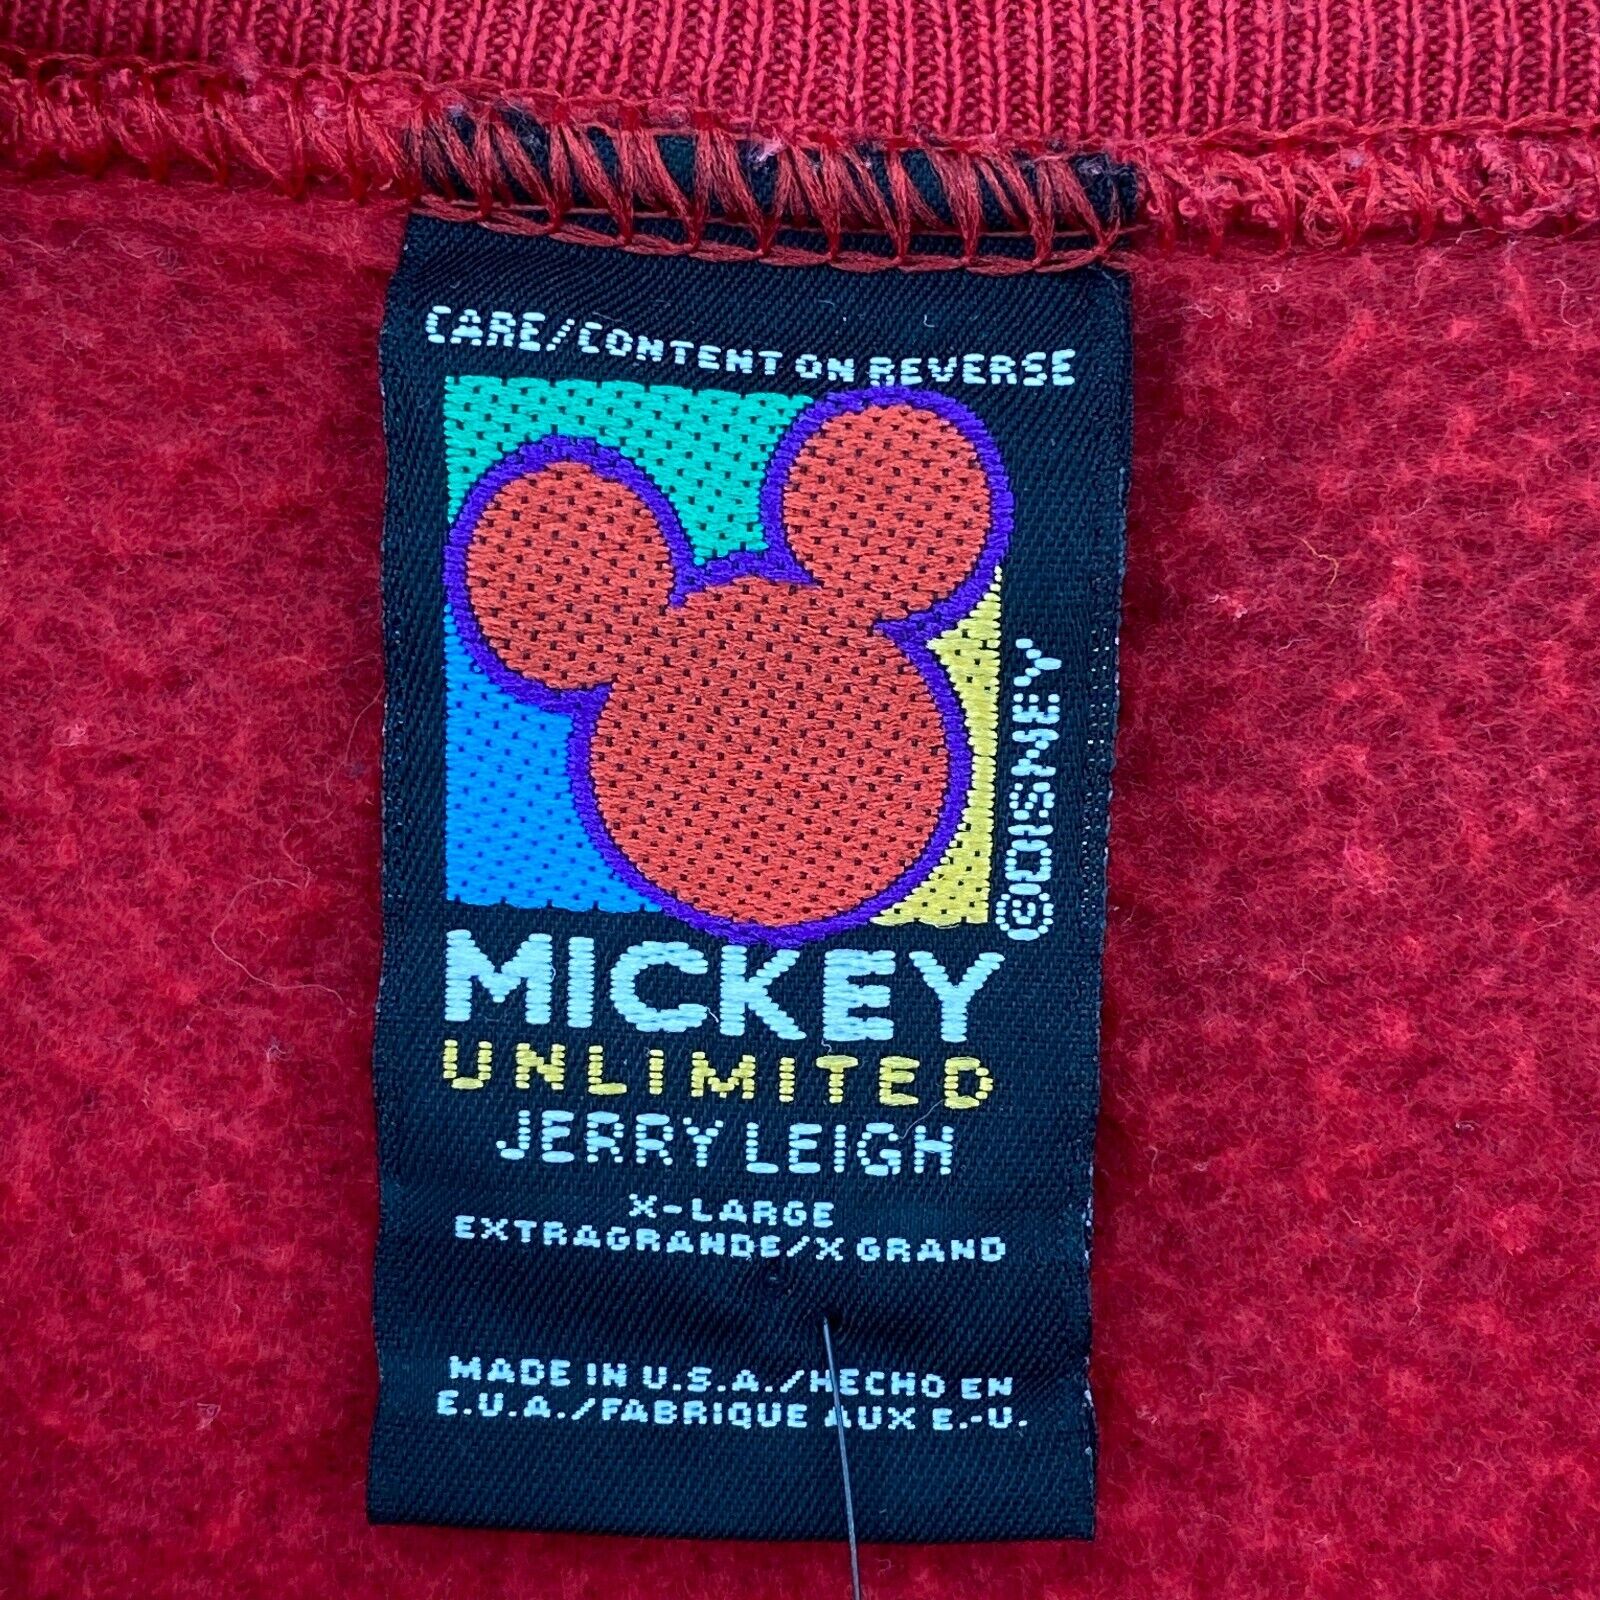 CARE/CONTENT ON REVERSE
©DISNEY
MICKEY
UNLIMITED
JERRY LEIGH
X-LARGE
EXTRAGRANDE/X GRAND
MADE IN U.S.A./HECHO EN
E.U.A./FABRIQUE AUX E.-U.